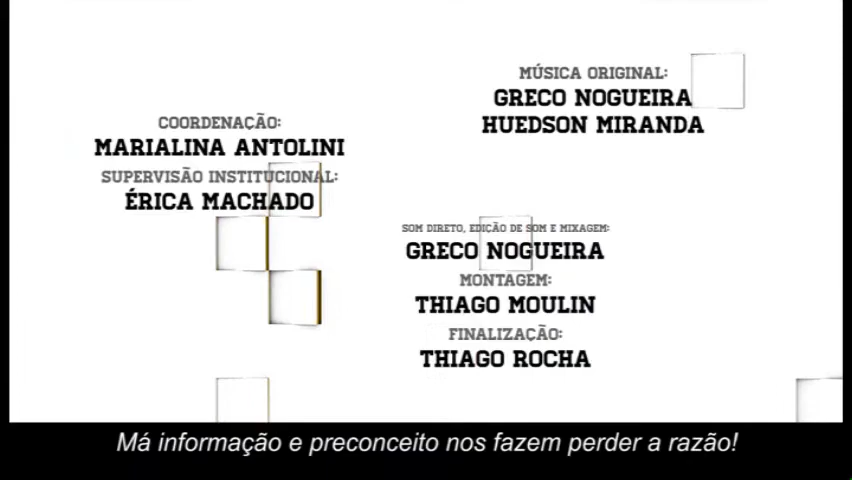 COORDENAÇÃO:
MARIALINA ANTOLINI
SUPERVISÃO INSTITUCIONAL:
ÉRICA MACHADO
MÚSICA ORIGINAL:
GRECO NOGUEIRA
HUEDSON MIRANDA
SOM DIRETO, EDIÇÃO DE SOM E MIXAGEM:
GRECO NOGUEIRA
MONTAGEM:
THIAGO MOULIN
FINALIZAÇÃO:
THIAGO ROCHA
Má informação e preconceito nos fazem perder a razão!